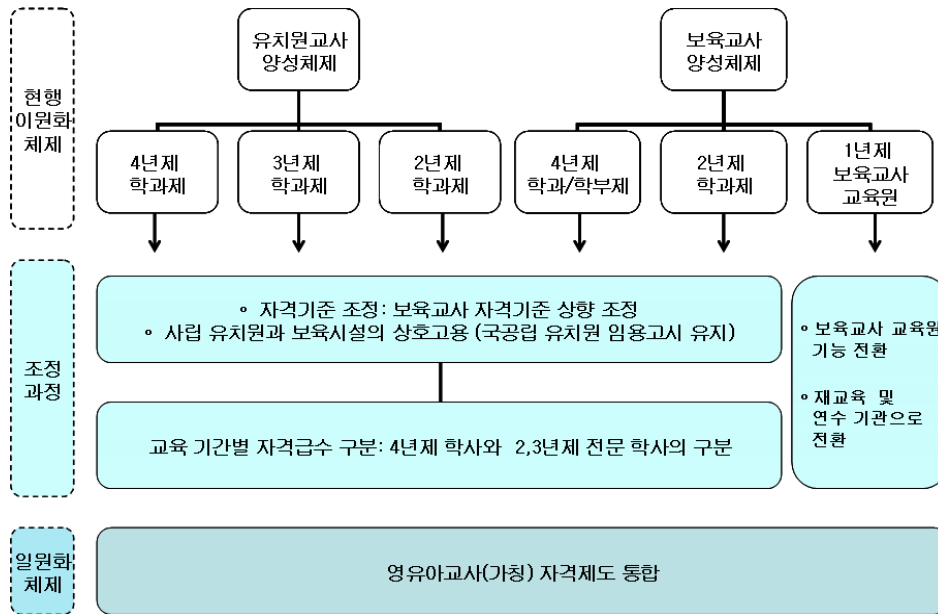 유치원교사
양성체제
보육교사
양성체제
현행
이원화
체제
4년제
학과제
3년제
학과제
2년제
학과제
4년제
학과/학부제
2년제
학과제
1년제
보육교사
교육원
조정
과정
∘ 자격기준 조정: 보육교사 자격기준 상향 조정
∘ 사립 유치원과 보육시설의 상호고용 (국공립 유치원 임용고시 유지)
교육 기간별 자격급수 구분: 4년제 학사와 2,3년제 전문 학사의 구분
∘ 보육교사 교육원
기능 전환
∘ 재교육 및
연수 기관으로
전환
일원화
체제
영유아교사(가칭) 자격제도 통합